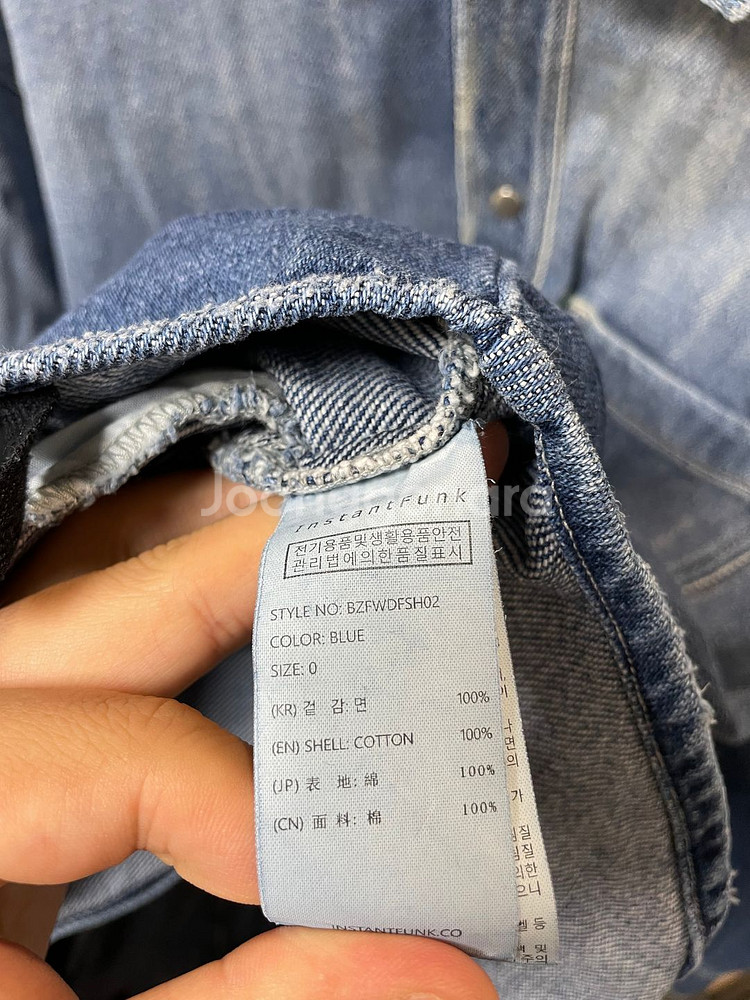 InstantFunk
전기용품및생활용품안전
관리법에의한품질표시
STYLE NO: BZFWDFSH02
COLOR: BLUE
SIZE: 0
(KR) 겉 감: 면 100%
(EN) SHELL: COTTON 100%
(JP) 表 地: 綿 100%
(CN) 面 料: 棉 100%
INSTANTFUNK.CO